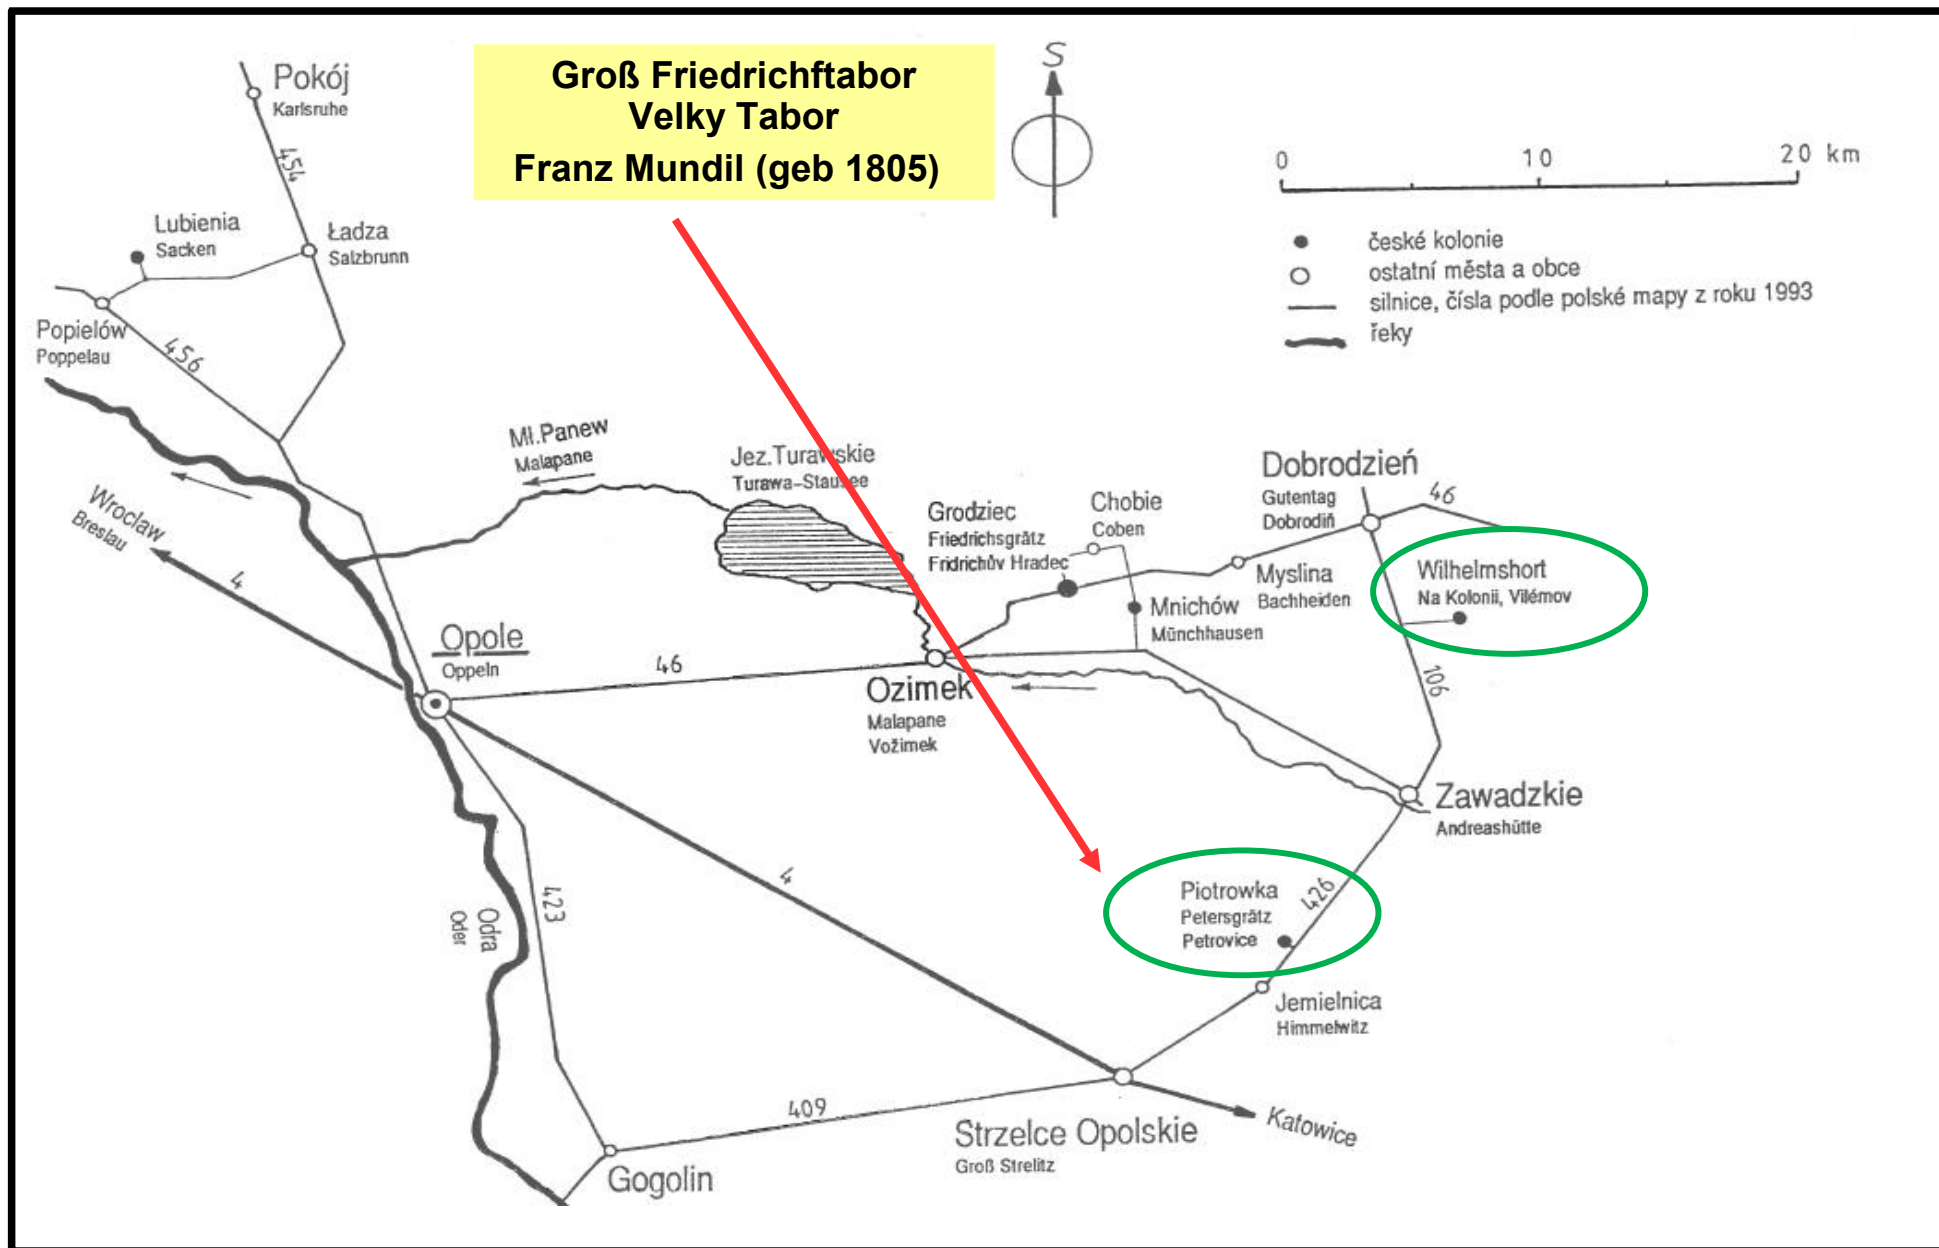 Groß Friedrichftabor
Velky Tabor
Franz Mundil (geb 1805)
S
0 10 20 km
české kolonie
ostatní města a obce
silnice, čísla podle polské mapy z roku 1993
řeky
Pokój
Karlsruhe
454
Lubienia
Sacken
Ładza
Salzbrunn
Popielów
Poppelau
456
Mł.Panew
Malapane
Jez.Turawskie
Turawa-Stausee
Wrocław
Breslau
4
Opole
Oppeln
46
Grodziec
Friedrichsgrätz
Fridrichův Hradec
Chobie
Coben
Mnichów
Münchhausen
Myslina
Bachheiden
Dobrodzień
Gutentag
Dobrodiň
46
Wilhelmshort
Na Kolonii, Vilémov
106
Ozimek
Malapane
Vožimek
Zawadzkie
Andreashütte
4
423
Odra
Oder
Piotrowka
Petersgrätz
Petrovice
426
Jemielnica
Himmelwitz
409
Gogolin
Strzelce Opolskie
Groß Strelitz
Katowice